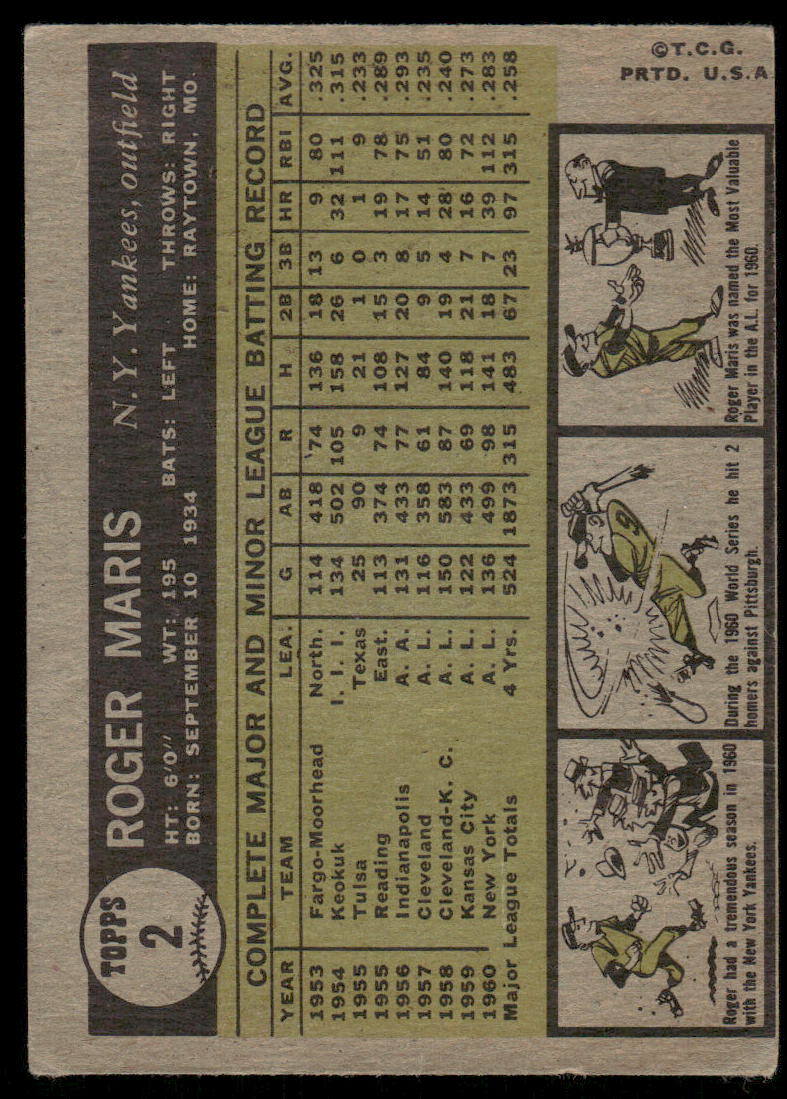 TOPPS
2
ROGER MARIS N. Y. Yankees, outfield
HT: 6'0" WT: 195 BATS: LEFT THROWS: RIGHT
BORN: SEPTEMBER 10 1934 HOME: RAYTOWN, MO.
COMPLETE MAJOR AND MINOR LEAGUE BATTING RECORD
YEAR TEAM LEA. G AB R H 2B 3B HR RBI AVG.
1953 Fargo-Moorhead North. 114 418 74 136 18 13 9 80 .325
1954 Keokuk I. I. I. 134 502 105 158 26 6 32 111 .315
1955 Tulsa Texas 25 90 9 21 1 0 1 9 .233
1955 Reading East. 113 374 74 108 15 3 19 78 .289
1956 Indianapolis A. A. 131 433 77 127 20 8 17 75 .293
1957 Cleveland A. L. 116 358 61 84 9 5 14 51 .235
1958 Cleveland-K. C. A. L. 150 583 87 140 19 4 28 80 .240
1959 Kansas City A. L. 122 433 69 118 21 7 16 72 .273
1960 New York A. L. 136 499 98 141 18 7 39 112 .283
Major League Totals 4 Yrs. 524 1873 315 483 67 23 97 315 .258
Roger had a tremendous season in 1960
with the New York Yankees.
9
During the 1960 World Series he hit 2
homers against Pittsburgh.
Roger Maris was named the Most Valuable
Player in the A.L. for 1960.
©T.C.G.
PRTD. U.S.A